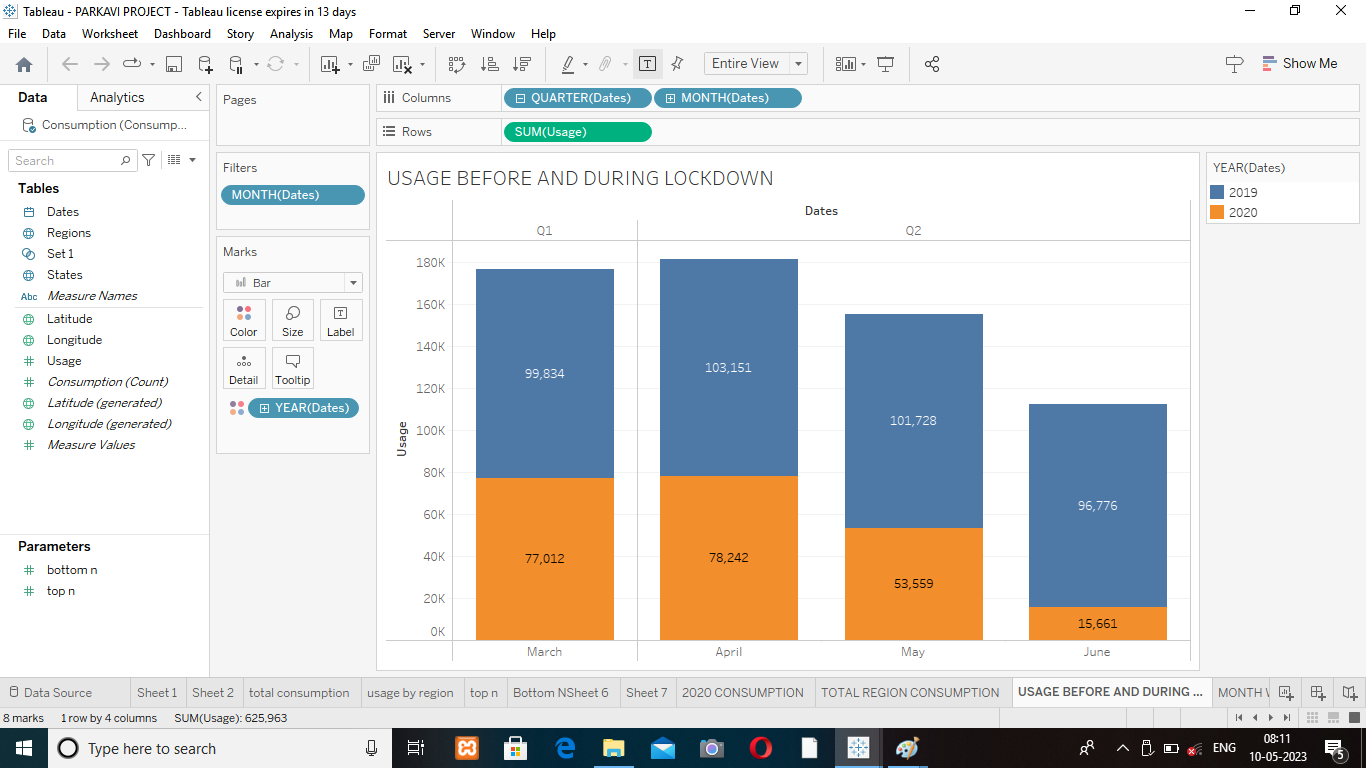 Tableau - PARKAVI PROJECT - Tableau license expires in 13 days
File Data Worksheet Dashboard Story Analysis Map Format Server Window Help
T Entire View Show Me
Data Analytics
Consumption (Consump...
Search
Tables
Dates
Regions
Set 1
States
Abc Measure Names
Latitude
Longitude
Usage
Consumption (Count)
Latitude (generated)
Longitude (generated)
Measure Values
Parameters
bottom n
top n
Pages
Filters
MONTH(Dates)
Marks
Bar
Color Size Label
Detail Tooltip
YEAR(Dates)
Columns QUARTER(Dates) MONTH(Dates)
Rows SUM(Usage)
USAGE BEFORE AND DURING LOCKDOWN
Dates
Q1 Q2
Usage
180K
160K
140K
120K
100K
80K
60K
40K
20K
0K
99,834 103,151 101,728 96,776
77,012 78,242 53,559 15,661
March April May June
YEAR(Dates)
2019
2020
Data Source Sheet 1 Sheet 2 total consumption usage by region top n Bottom NSheet 6 Sheet 7 2020 CONSUMPTION TOTAL REGION CONSUMPTION USAGE BEFORE AND DURING ... MONTH
8 marks 1 row by 4 columns SUM(Usage): 625,963
Type here to search
ENG 08:11
10-05-2023 5